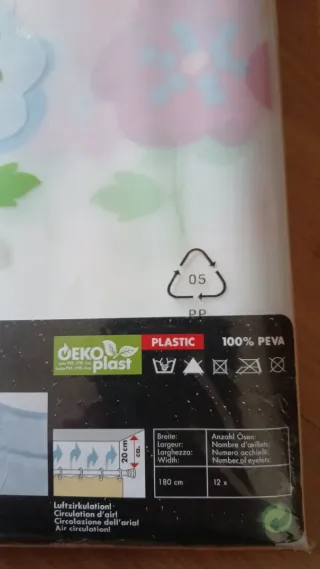 05
PP
OEKO
plast
PLASTIC
100% PEVA
20 cm
ca.
Breite:
Largeur:
Larghezza:
Width:
Anzahl Ösen:
Nombre d'œillets:
Numero occhielli:
Number of eyelets:
180 cm
12 x
Luftzirkulation!
Circulation d'air!
Circolazione dell'aria!
Air circulation!